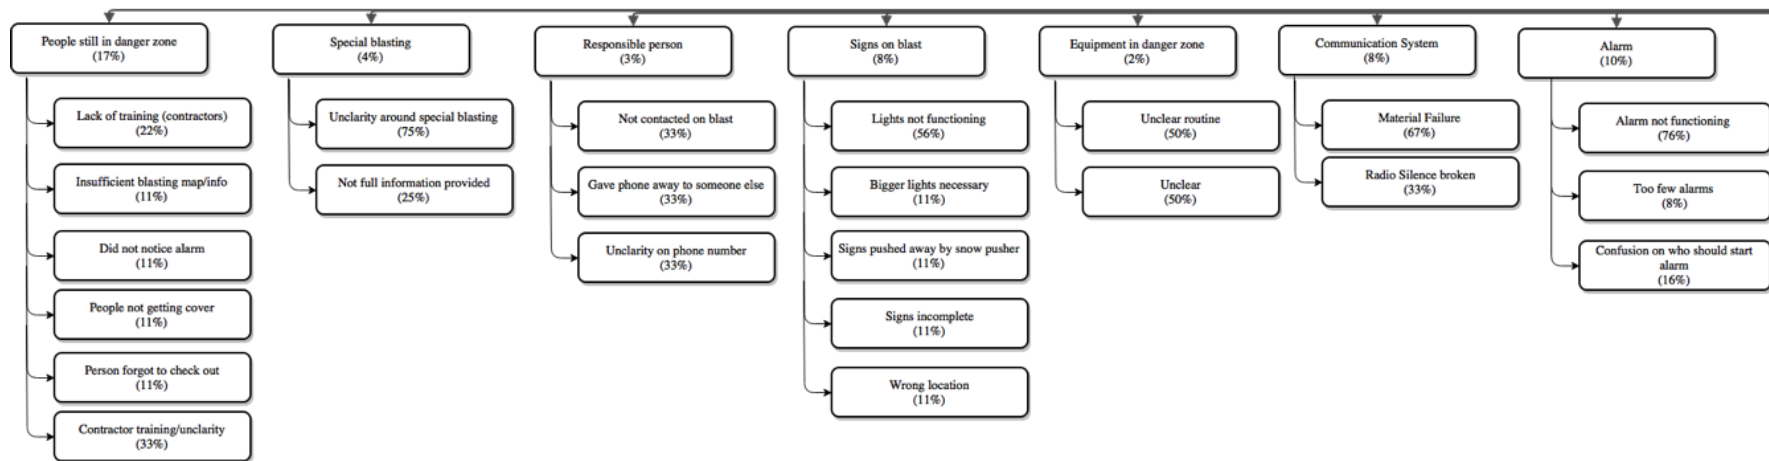 People still in danger zone
(17%)
Lack of training (contractors)
(22%)
Insufficient blasting map/info
(11%)
Did not notice alarm
(11%)
People not getting cover
(11%)
Person forgot to check out
(11%)
Contractor training/unclarity
(33%)
Special blasting
(4%)
Unclarity around special blasting
(75%)
Not full information provided
(25%)
Responsible person
(3%)
Not contacted on blast
(33%)
Gave phone away to someone else
(33%)
Unclarity on phone number
(33%)
Signs on blast
(8%)
Lights not functioning
(56%)
Bigger lights necessary
(11%)
Signs pushed away by snow pusher
(11%)
Signs incomplete
(11%)
Wrong location
(11%)
Equipment in danger zone
(2%)
Unclear routine
(50%)
Unclear
(50%)
Communication System
(8%)
Material Failure
(67%)
Radio Silence broken
(33%)
Alarm
(10%)
Alarm not functioning
(76%)
Too few alarms
(8%)
Confusion on who should start
alarm
(16%)